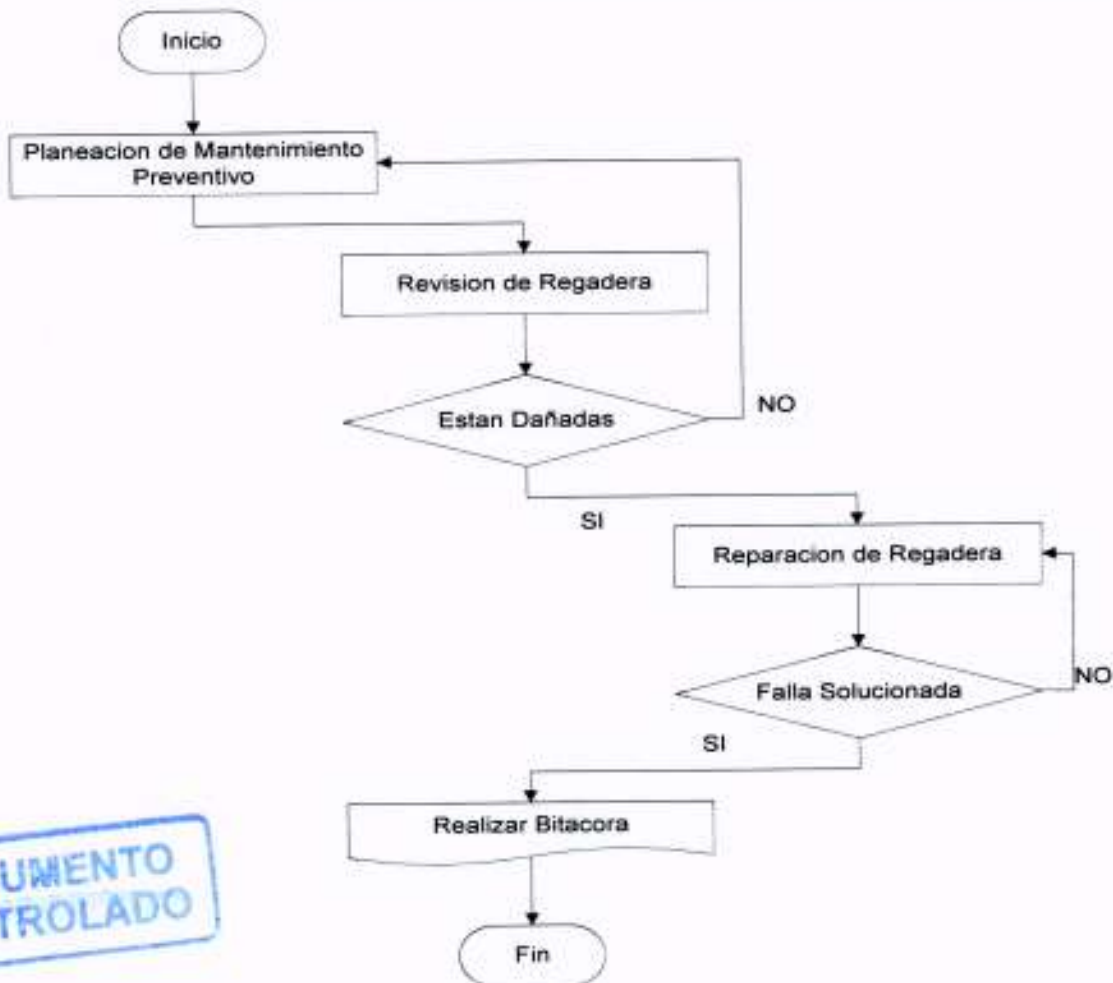 Inicio
Planeacion de Mantenimiento
Preventivo
Revisión de Regadera
Estan Dañadas
NO
SI
Reparacion de Regadera
Falla Solucionada
NO
SI
Realizar Bitacora
UMENTO
TROLADO
Fin